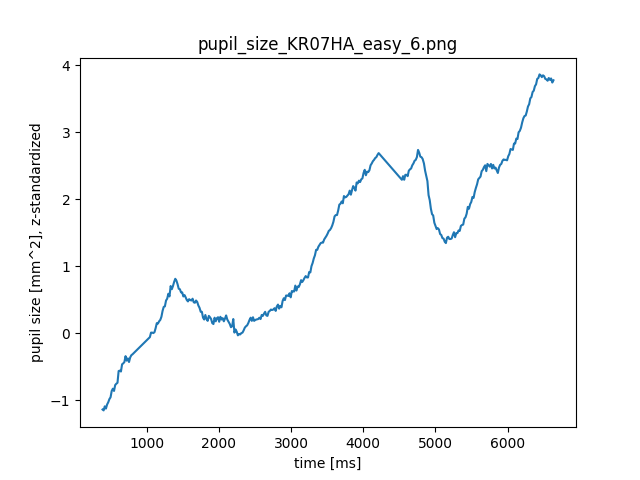 pupil_size_KR07HA_easy_6.png
4
3
2
1
0
−1
pupil size [mm^2], z-standardized
1000 2000 3000 4000 5000 6000
time [ms]